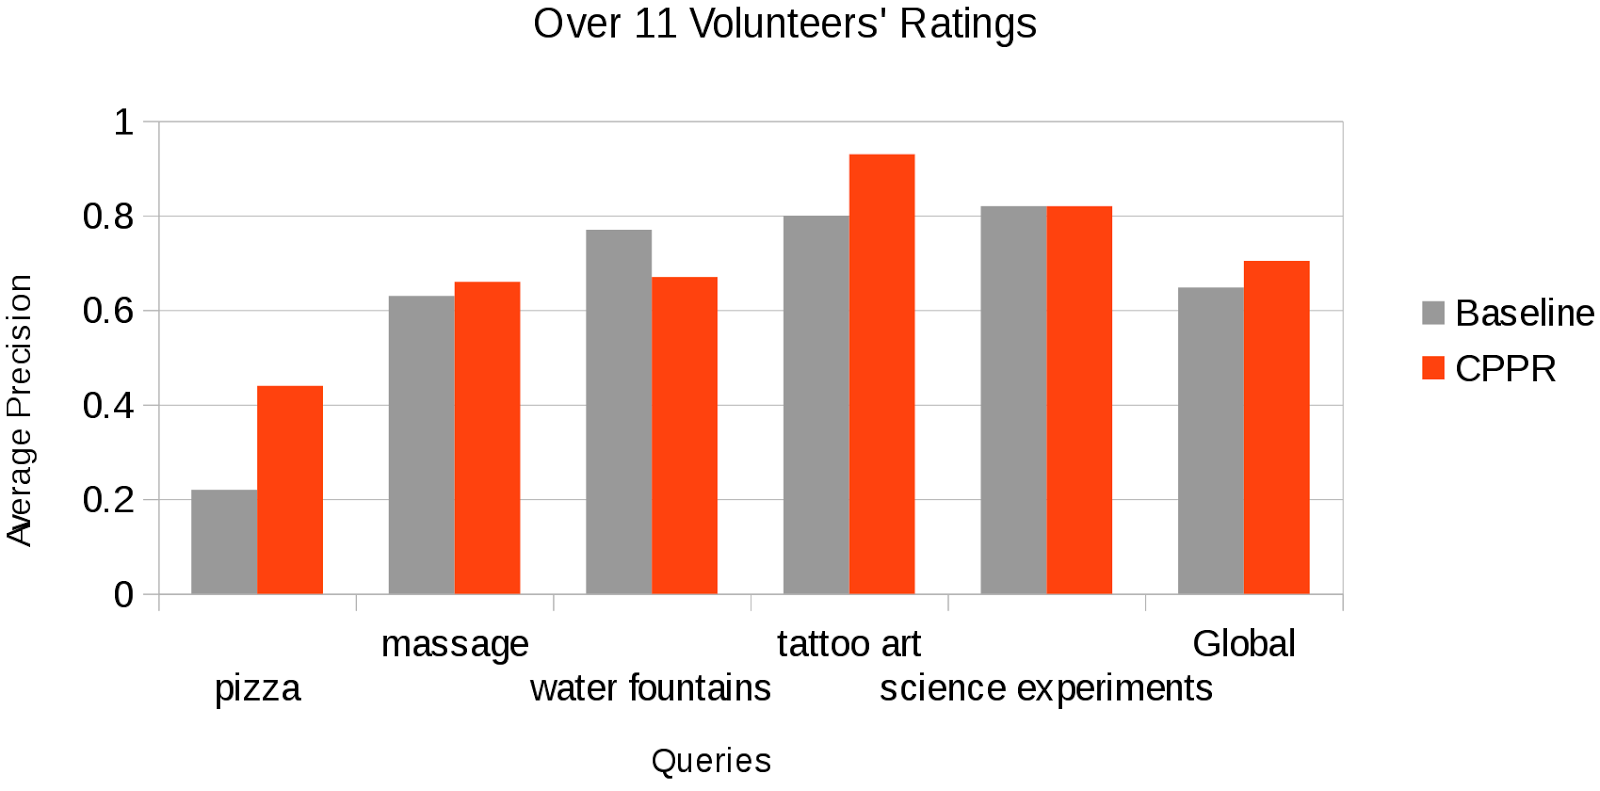 Over 11 Volunteers' Ratings
1
0.8
0.6
0.4
0.2
0
Average Precision
massage
tattoo art
Global
pizza
water fountains
science experiments
Queries
Baseline
CPPR